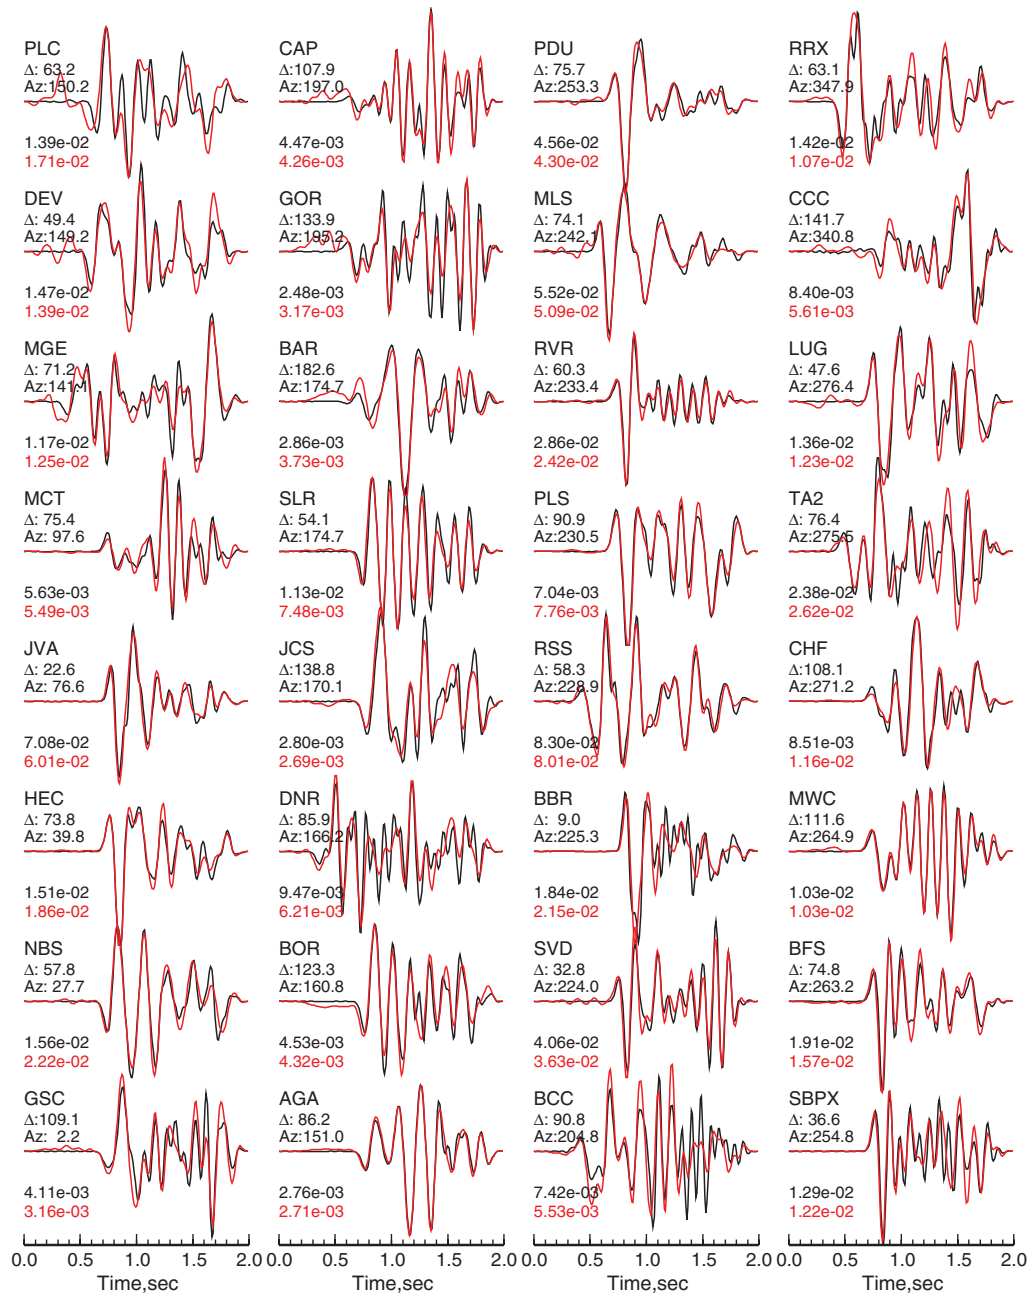 PLC
Δ: 63.2
Az:150.2
1.39e-02
1.71e-02
CAP
Δ:107.9
Az:197.0
4.47e-03
4.26e-03
PDU
Δ: 75.7
Az:253.3
4.56e-02
4.30e-02
RRX
Δ: 63.1
Az:347.9
1.42e-02
1.07e-02
DEV
Δ: 49.4
Az:149.2
1.47e-02
1.39e-02
GOR
Δ:133.9
Az:195.2
2.48e-03
3.17e-03
MLS
Δ: 74.1
Az:242.1
5.52e-02
5.09e-02
CCC
Δ:141.7
Az:340.8
8.40e-03
5.61e-03
MGE
Δ: 71.2
Az:141.1
1.17e-02
1.25e-02
BAR
Δ:182.6
Az:174.7
2.86e-03
3.73e-03
RVR
Δ: 60.3
Az:233.4
2.86e-02
2.42e-02
LUG
Δ: 47.6
Az:276.4
1.36e-02
1.23e-02
MCT
Δ: 75.4
Az: 97.6
5.63e-03
5.49e-03
SLR
Δ: 54.1
Az:174.7
1.13e-02
7.48e-03
PLS
Δ: 90.9
Az:230.5
7.04e-03
7.76e-03
TA2
Δ: 76.4
Az:275.5
2.38e-02
2.62e-02
JVA
Δ: 22.6
Az: 76.6
7.08e-02
6.01e-02
JCS
Δ:138.8
Az:170.1
2.80e-03
2.69e-03
RSS
Δ: 58.3
Az:228.9
8.30e-02
8.01e-02
CHF
Δ:108.1
Az:271.2
8.51e-03
1.16e-02
HEC
Δ: 73.8
Az: 39.8
1.51e-02
1.86e-02
DNR
Δ: 85.9
Az:166.2
9.47e-03
6.21e-03
BBR
Δ:  9.0
Az:225.3
1.84e-02
2.15e-02
MWC
Δ:111.6
Az:264.9
1.03e-02
1.03e-02
NBS
Δ: 57.8
Az: 27.7
1.56e-02
2.22e-02
BOR
Δ:123.3
Az:160.8
4.53e-03
4.32e-03
SVD
Δ: 32.8
Az:224.0
4.06e-02
3.63e-02
BFS
Δ: 74.8
Az:263.2
1.91e-02
1.57e-02
GSC
Δ:109.1
Az:  2.2
4.11e-03
3.16e-03
AGA
Δ: 86.2
Az:151.0
2.76e-03
2.71e-03
BCC
Δ: 90.8
Az:204.8
7.42e-03
5.53e-03
SBPX
Δ: 36.6
Az:254.8
1.29e-02
1.22e-02
0.0 0.5 1.0 1.5 2.0
Time,sec
0.0 0.5 1.0 1.5 2.0
Time,sec
0.0 0.5 1.0 1.5 2.0
Time,sec
0.0 0.5 1.0 1.5 2.0
Time,sec